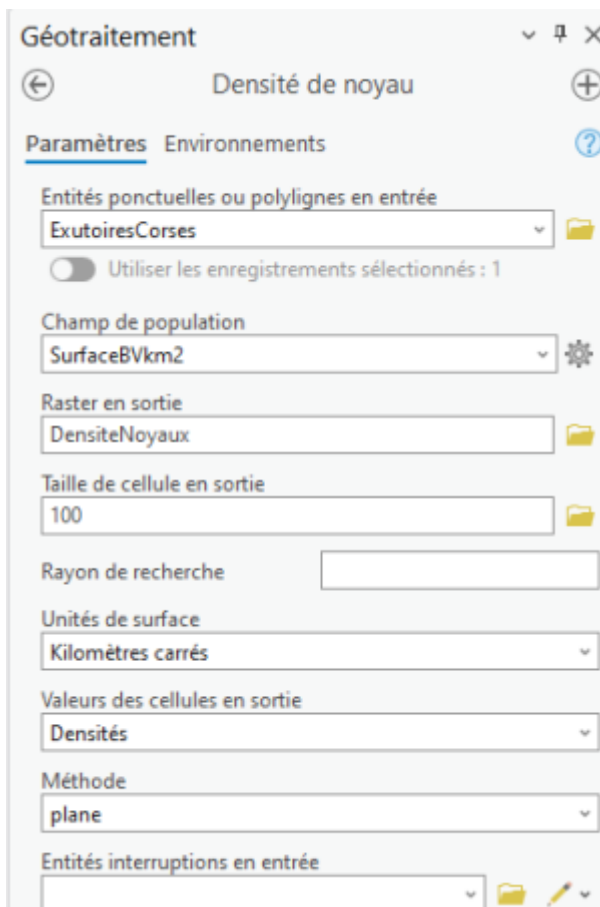 Géotraitement
Densité de noyau
Paramètres Environnements
Entités ponctuelles ou polylignes en entrée
ExutoiresCorses
Utiliser les enregistrements sélectionnés : 1
Champ de population
SurfaceBVkm2
Raster en sortie
DensiteNoyaux
Taille de cellule en sortie
100
Rayon de recherche
Unités de surface
Kilomètres carrés
Valeurs des cellules en sortie
Densités
Méthode
plane
Entités interruptions en entrée